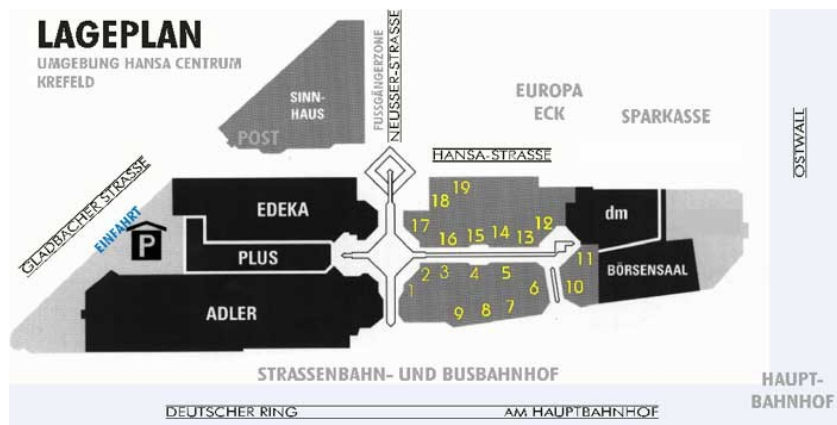 LAGEPLAN
UMGEBUNG HANSA CENTRUM
KREFELD
SINN-
HAUS
POST
FUSSGÄNGERZONE
NEUSSER-STRASSE
EUROPA
ECK
SPARKASSE
OSTWALL
HANSA-STRASSE
GLADBACHER STRASSE
EINFAHRT
P
EDEKA
PLUS
ADLER
19
18
17
16
15
14
13
12
dm
BÖRSENSAAL
11
10
1
2
3
4
5
6
7
8
9
STRASSENBAHN- UND BUSBAHNHOF
HAUPT-
BAHNHOF
DEUTSCHER RING
AM HAUPTBAHNHOF